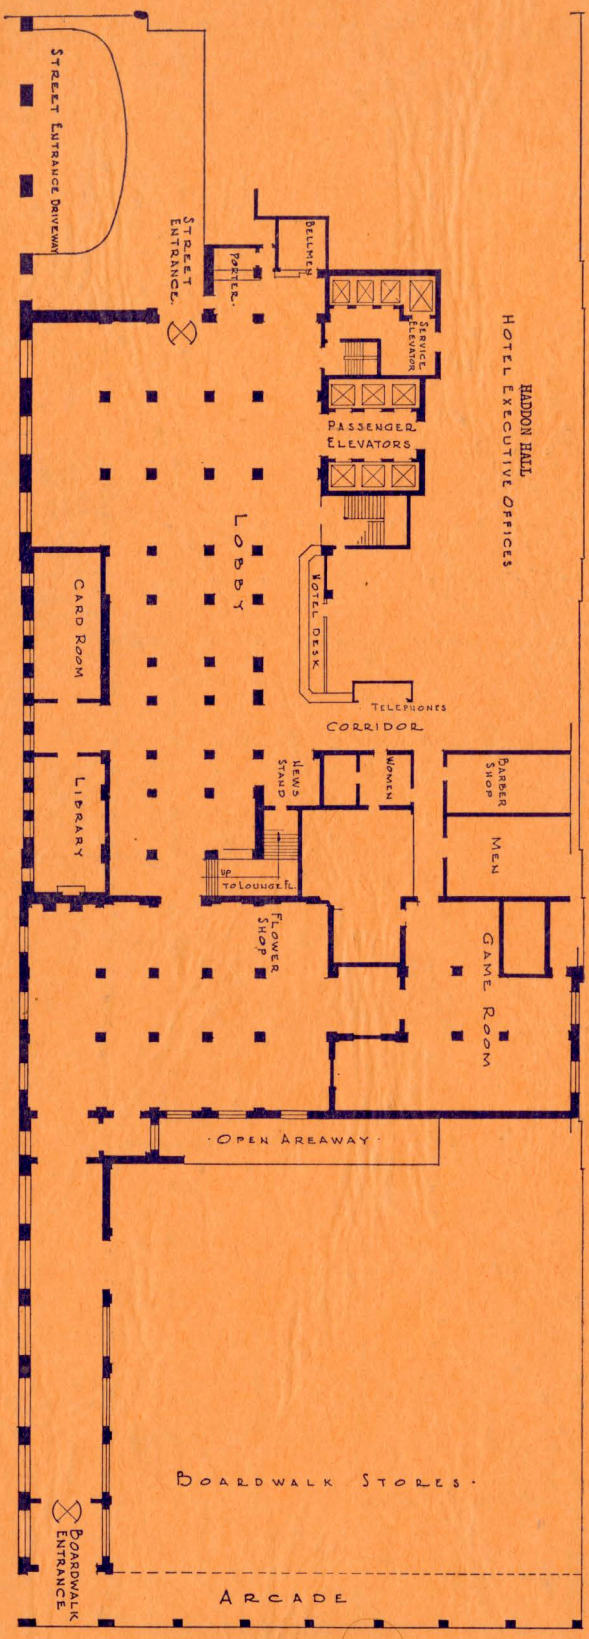 STREET ENTRANCE DRIVEWAY
STREET
ENTRANCE.
PORTER.
BELLMEN
SERVICE
ELEVATOR
PASSENGER
ELEVATORS
HADDON HALL
HOTEL EXECUTIVE OFFICES
LOBBY
HOTEL DESK
CARD ROOM
TELEPHONES
CORRIDOR
LIBRARY
NEWS
STAND
WOMEN
BARBER
SHOP
MEN
UP
TO LOUNGE FL.
FLOWER
SHOP
GAME ROOM
·OPEN AREAWAY·
BOARDWALK STORES·
BOARDWALK
ENTRANCE
ARCADE